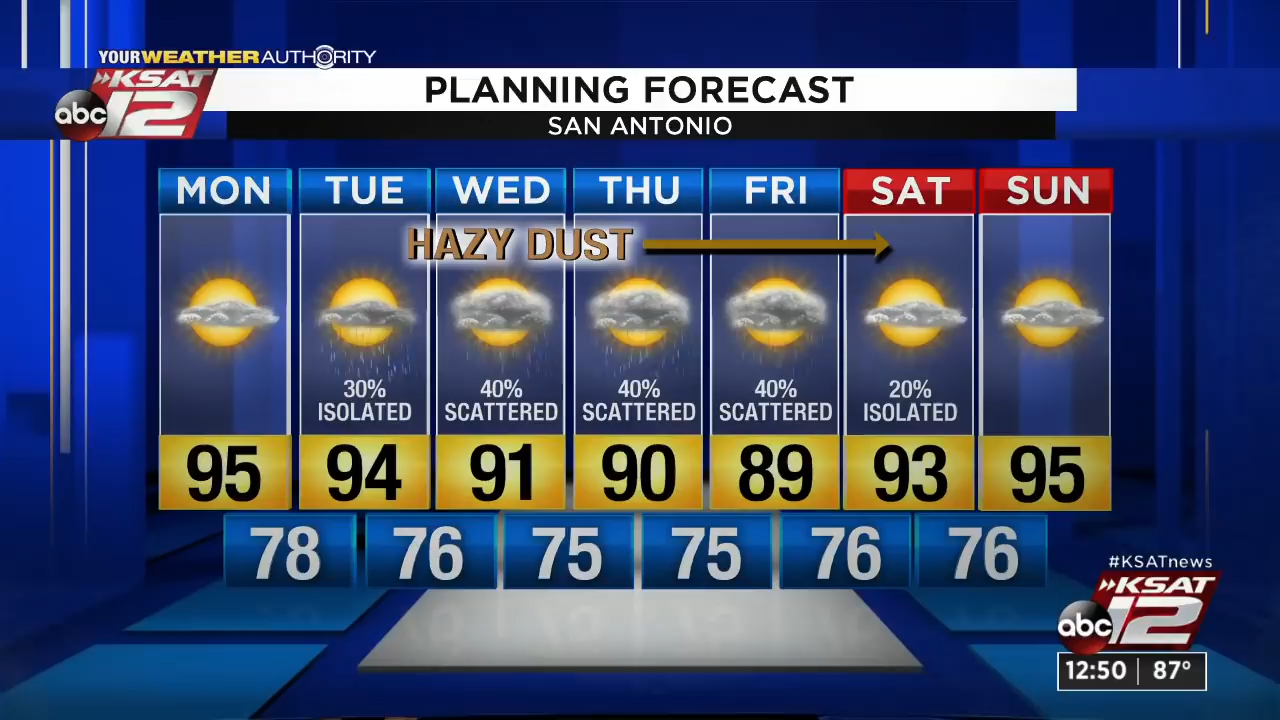 YOURWEATHERAUTHORITY
KSAT
abc 12
PLANNING FORECAST
SAN ANTONIO
MON TUE WED THU FRI SAT SUN
HAZY DUST
30% 40% 40% 40% 20%
ISOLATED SCATTERED SCATTERED SCATTERED ISOLATED
95 94 91 90 89 93 95
78 76 75 75 76 76
#KSATnews
KSAT
abc 12
12:50 87°